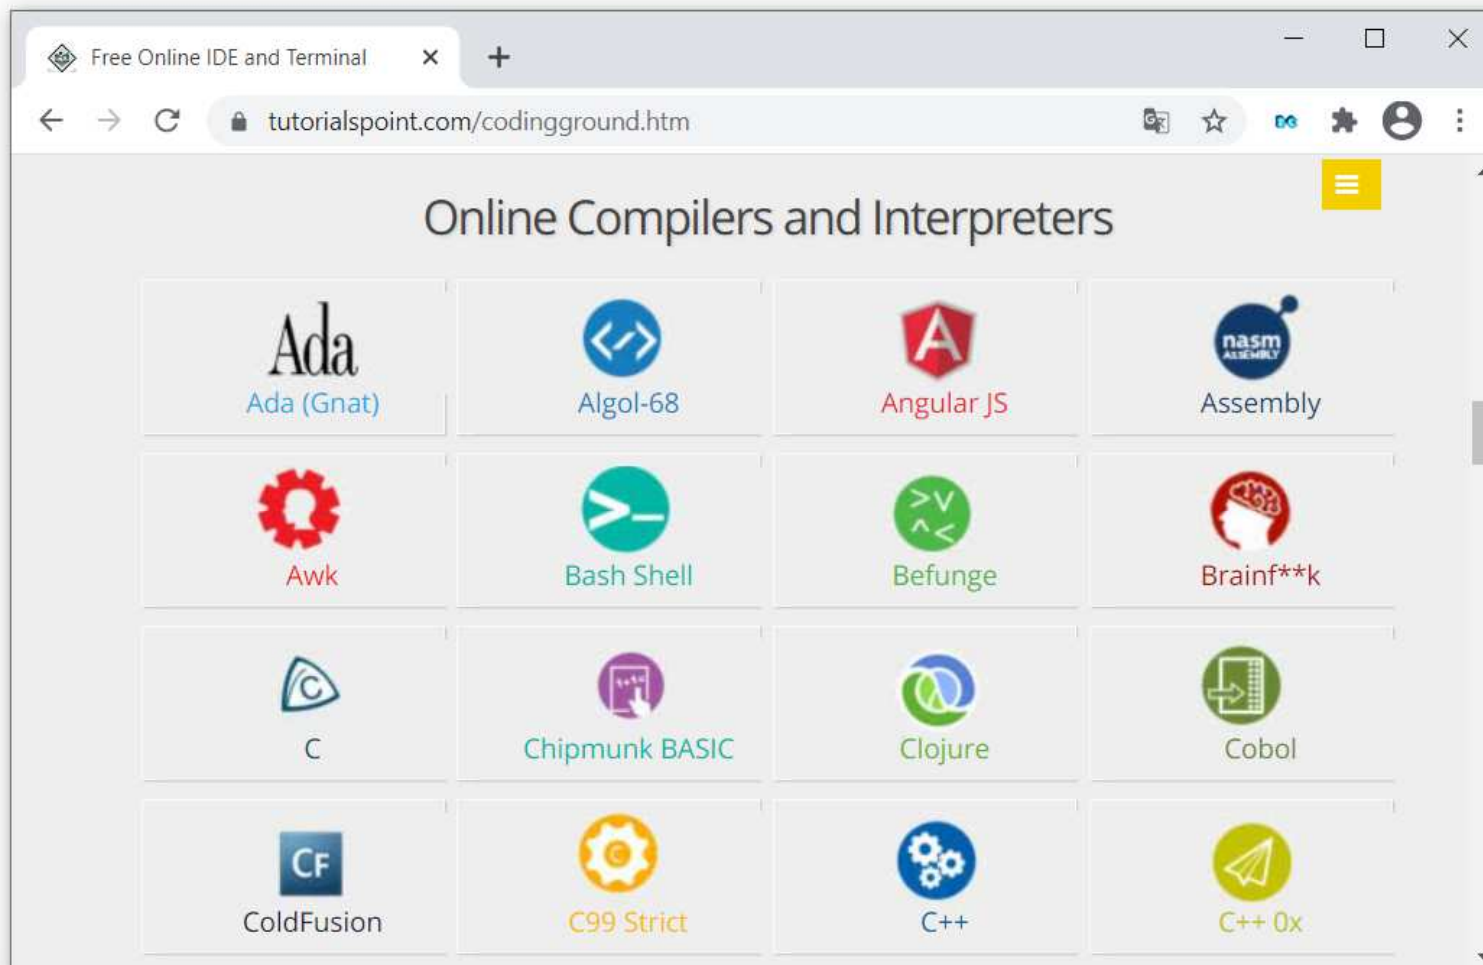 Free Online IDE and Terminal
tutorialspoint.com/codingground.htm
Online Compilers and Interpreters
Ada
nasm
ASSEMBLY
Ada (Gnat) Algol-68 Angular JS Assembly
Awk Bash Shell Befunge Brainf**k
C
C Chipmunk BASIC Clojure Cobol
CF C
ColdFusion C99 Strict C++ C++ 0x